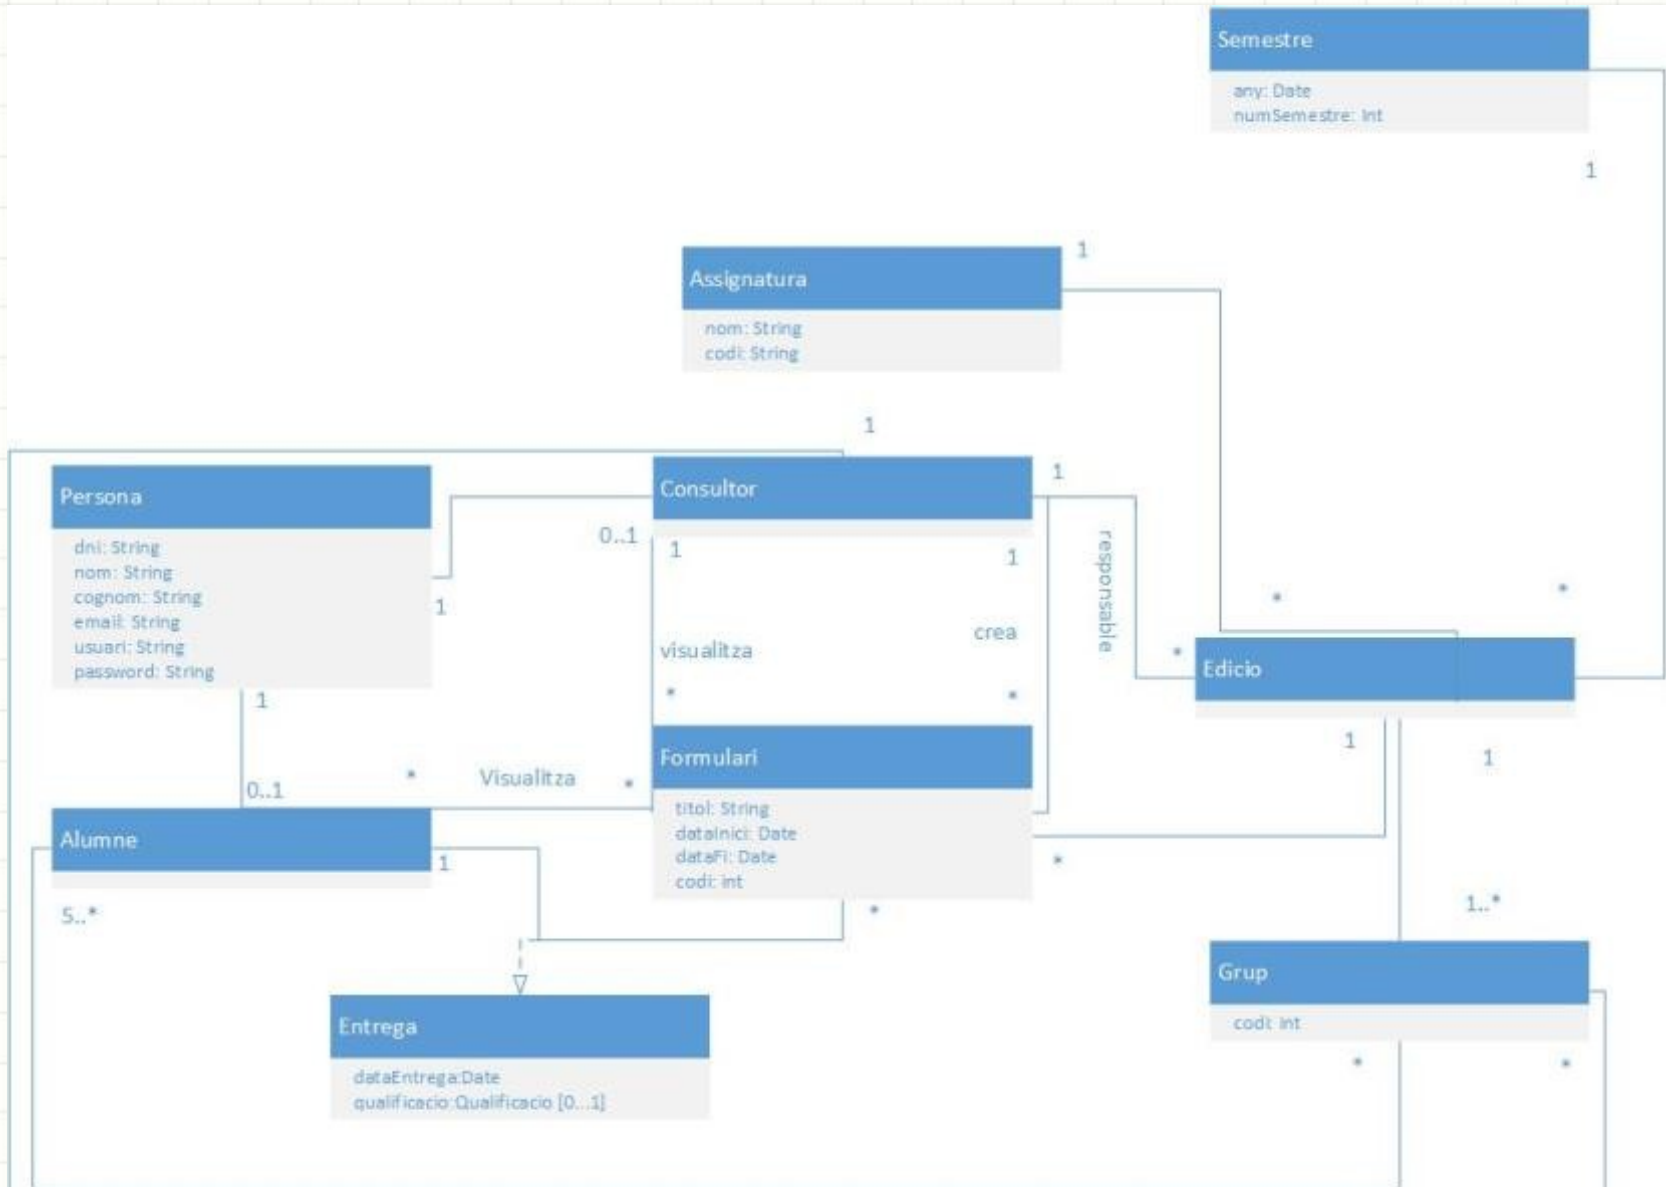 Semestre
any: Date
numSemestre: Int
1
1
Assignatura
nom: String
codi: String
1
Persona
dni: String
nom: String
cognom: String
email: String
usuari: String
password: String
1
Consultor
1
0..1
1
1
responsable
visualitza
crea
*
*
*
*
*
Edicio
1
1
1
0..1
*
Visualitza
*
Formulari
titol: String
dataInici: Date
dataFi: Date
codi: int
*
*
Alumne
1
5..*
1..*
Grup
codi: int
*
*
Entrega
dataEntrega:Date
qualificacio:Qualificacio [0...1]